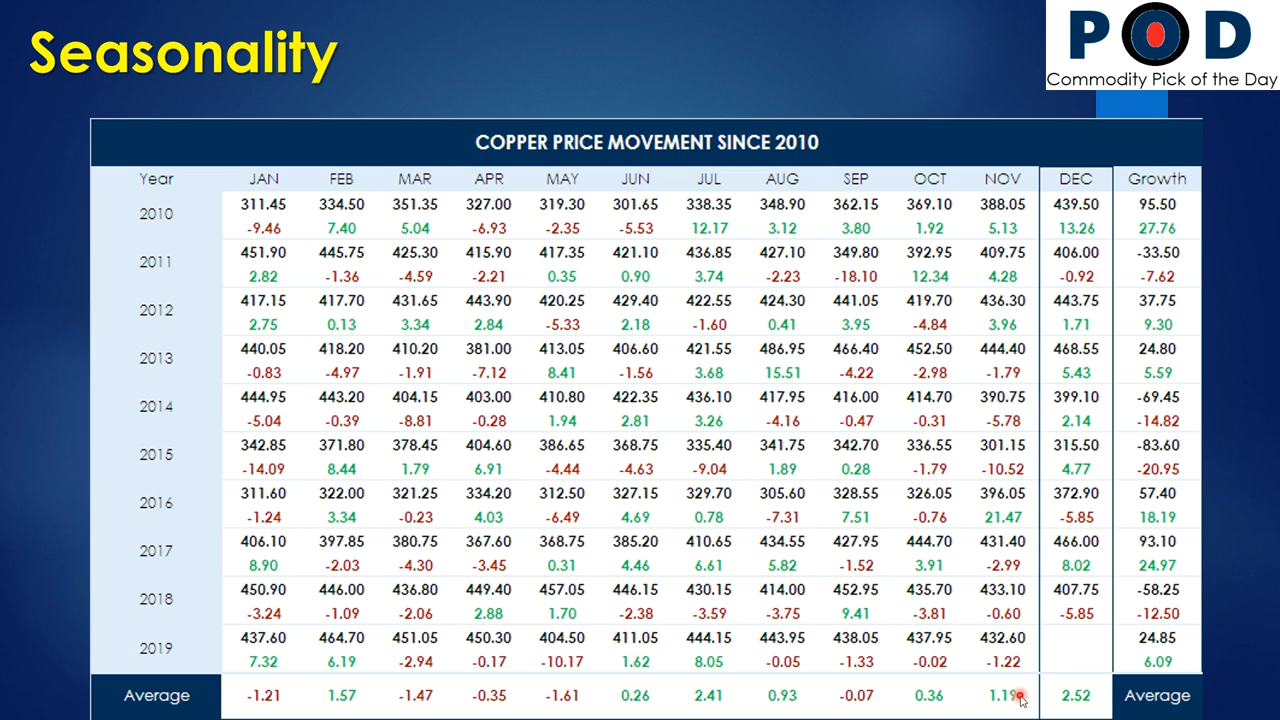 Seasonality
POD
Commodity Pick of the Day
COPPER PRICE MOVEMENT SINCE 2010
Year JAN FEB MAR APR MAY JUN JUL AUG SEP OCT NOV DEC Growth
2010 311.45 334.50 351.35 327.00 319.30 301.65 338.35 348.90 362.15 369.10 388.05 439.50 95.50
-9.46 7.40 5.04 -6.93 -2.35 -5.53 12.17 3.12 3.80 1.92 5.13 13.26 27.76
2011 451.90 445.75 425.30 415.90 417.35 421.10 436.85 427.10 349.80 392.95 409.75 406.00 -33.50
2.82 -1.36 -4.59 -2.21 0.35 0.90 3.74 -2.23 -18.10 12.34 4.28 -0.92 -7.62
2012 417.15 417.70 431.65 443.90 420.25 429.40 422.55 424.30 441.05 419.70 436.30 443.75 37.75
2.75 0.13 3.34 2.84 -5.33 2.18 -1.60 0.41 3.95 -4.84 3.96 1.71 9.30
2013 440.05 418.20 410.20 381.00 413.05 406.60 421.55 486.95 466.40 452.50 444.40 468.55 24.80
-0.83 -4.97 -1.91 -7.12 8.41 -1.56 3.68 15.51 -4.22 -2.98 -1.79 5.43 5.59
2014 444.95 443.20 404.15 403.00 410.80 422.35 436.10 417.95 416.00 414.70 390.75 399.10 -69.45
-5.04 -0.39 -8.81 -0.28 1.94 2.81 3.26 -4.16 -0.47 -0.31 -5.78 2.14 -14.82
2015 342.85 371.80 378.45 404.60 386.65 368.75 335.40 341.75 342.70 336.55 301.15 315.50 -83.60
-14.09 8.44 1.79 6.91 -4.44 -4.63 -9.04 1.89 0.28 -1.79 -10.52 4.77 -20.95
2016 311.60 322.00 321.25 334.20 312.50 327.15 329.70 305.60 328.55 326.05 396.05 372.90 57.40
-1.24 3.34 -0.23 4.03 -6.49 4.69 0.78 -7.31 7.51 -0.76 21.47 -5.85 18.19
2017 406.10 397.85 380.75 367.60 368.75 385.20 410.65 434.55 427.95 444.70 431.40 466.00 93.10
8.90 -2.03 -4.30 -3.45 0.31 4.46 6.61 5.82 -1.52 3.91 -2.99 8.02 24.97
2018 450.90 446.00 436.80 449.40 457.05 446.15 430.15 414.00 452.95 435.70 433.10 407.75 -58.25
-3.24 -1.09 -2.06 2.88 1.70 -2.38 -3.59 -3.75 9.41 -3.81 -0.60 -5.85 -12.50
2019 437.60 464.70 451.05 450.30 404.50 411.05 444.15 443.95 438.05 437.95 432.60 24.85
7.32 6.19 -2.94 -0.17 -10.17 1.62 8.05 -0.05 -1.33 -0.02 -1.22 6.09
Average -1.21 1.57 -1.47 -0.35 -1.61 0.26 2.41 0.93 -0.07 0.36 2.52 Average